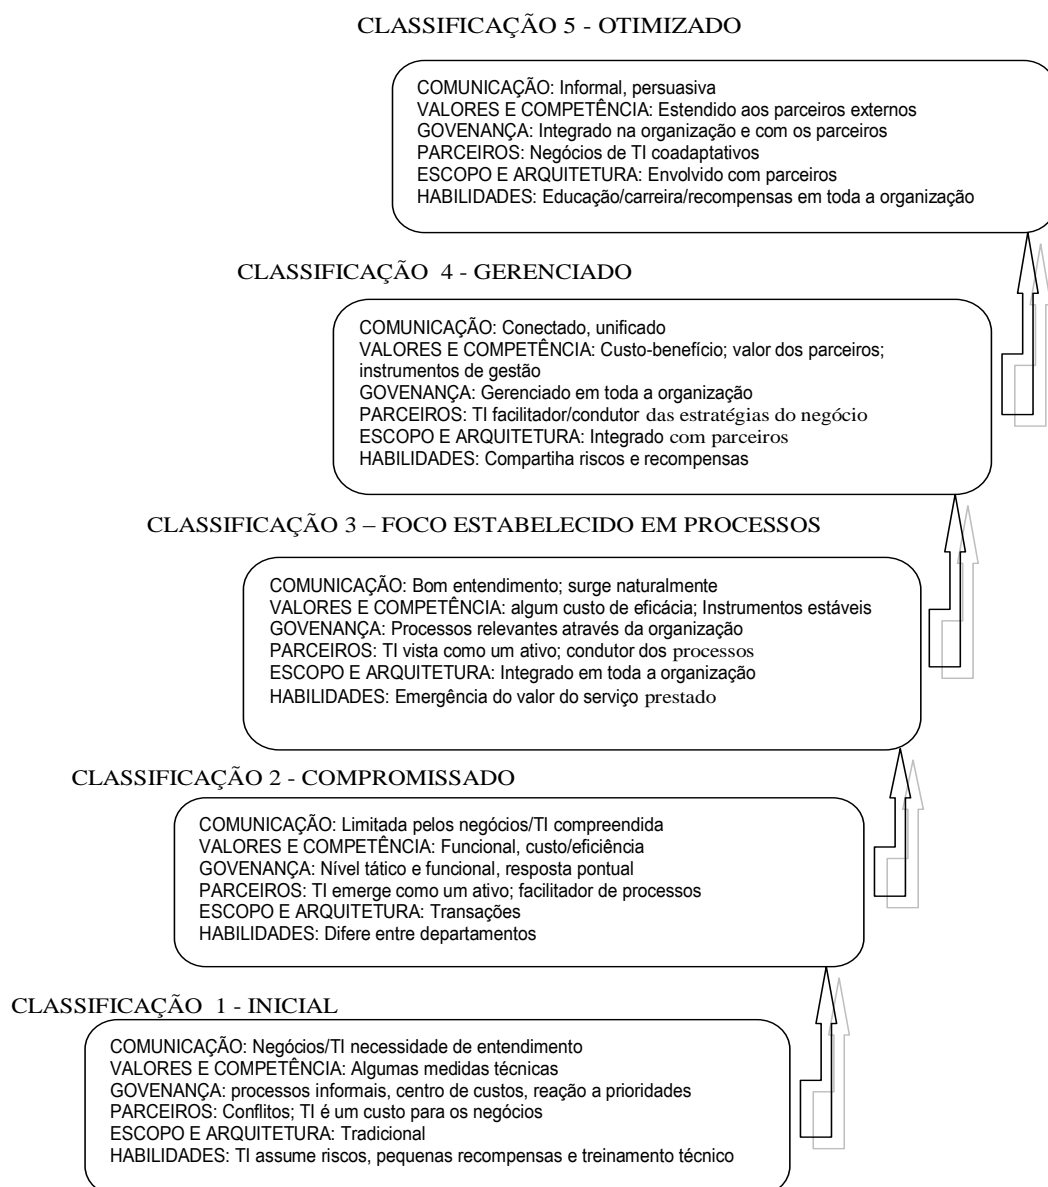 CLASSIFICAÇÃO 5 - OTIMIZADO
COMUNICAÇÃO: Informal, persuasiva
VALORES E COMPETÊNCIA: Estendido aos parceiros externos
GOVENANÇA: Integrado na organização e com os parceiros
PARCEIROS: Negócios de TI coadaptativos
ESCOPO E ARQUITETURA: Envolvido com parceiros
HABILIDADES: Educação/carreira/recompensas em toda a organização
CLASSIFICAÇÃO 4 - GERENCIADO
COMUNICAÇÃO: Conectado, unificado
VALORES E COMPETÊNCIA: Custo-benefício; valor dos parceiros;
instrumentos de gestão
GOVENANÇA: Gerenciado em toda a organização
PARCEIROS: TI facilitador/condutor das estratégias do negócio
ESCOPO E ARQUITETURA: Integrado com parceiros
HABILIDADES: Compartiha riscos e recompensas
CLASSIFICAÇÃO 3 – FOCO ESTABELECIDO EM PROCESSOS
COMUNICAÇÃO: Bom entendimento; surge naturalmente
VALORES E COMPETÊNCIA: algum custo de eficácia; Instrumentos estáveis
GOVENANÇA: Processos relevantes através da organização
PARCEIROS: TI vista como um ativo; condutor dos processos
ESCOPO E ARQUITETURA: Integrado em toda a organização
HABILIDADES: Emergência do valor do serviço prestado
CLASSIFICAÇÃO 2 - COMPROMISSADO
COMUNICAÇÃO: Limitada pelos negócios/TI compreendida
VALORES E COMPETÊNCIA: Funcional, custo/eficiência
GOVENANÇA: Nível tático e funcional, resposta pontual
PARCEIROS: TI emerge como um ativo; facilitador de processos
ESCOPO E ARQUITETURA: Transações
HABILIDADES: Difere entre departamentos
CLASSIFICAÇÃO 1 - INICIAL
COMUNICAÇÃO: Negócios/TI necessidade de entendimento
VALORES E COMPETÊNCIA: Algumas medidas técnicas
GOVENANÇA: processos informais, centro de custos, reação a prioridades
PARCEIROS: Conflitos; TI é um custo para os negócios
ESCOPO E ARQUITETURA: Tradicional
HABILIDADES: TI assume riscos, pequenas recompensas e treinamento técnico